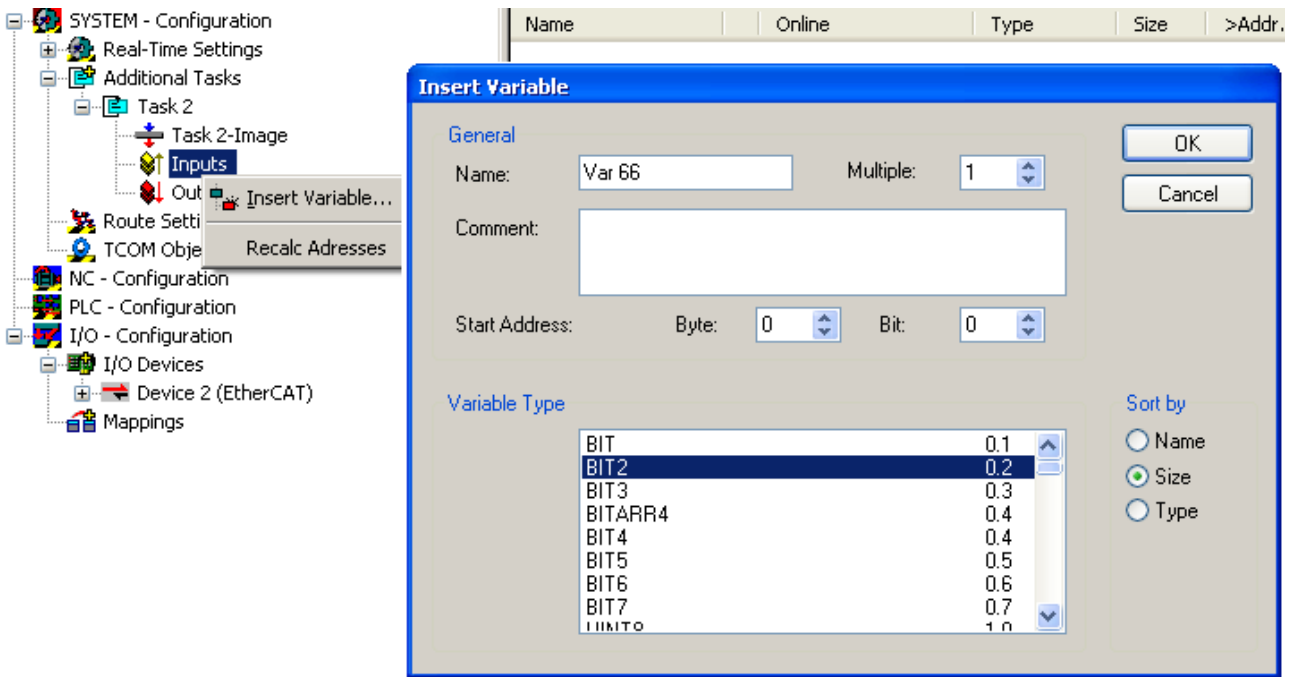 SYSTEM - Configuration
Real-Time Settings
Additional Tasks
Task 2
Task 2-Image
Inputs
Out
Insert Variable...
Recalc Adresses
Route Setti
TCOM Obje
NC - Configuration
PLC - Configuration
I/O - Configuration
I/O Devices
Device 2 (EtherCAT)
Mappings
Name Online Type Size >Addr.
Insert Variable
General
Name: Var 66 Multiple: 1
Comment:
Start Address: Byte: 0 Bit: 0
OK
Cancel
Variable Type
BIT 0.1
BIT2 0.2
BIT3 0.3
BITARR4 0.4
BIT4 0.4
BIT5 0.5
BIT6 0.6
BIT7 0.7
UINT8 1.0
Sort by
Name
Size
Type